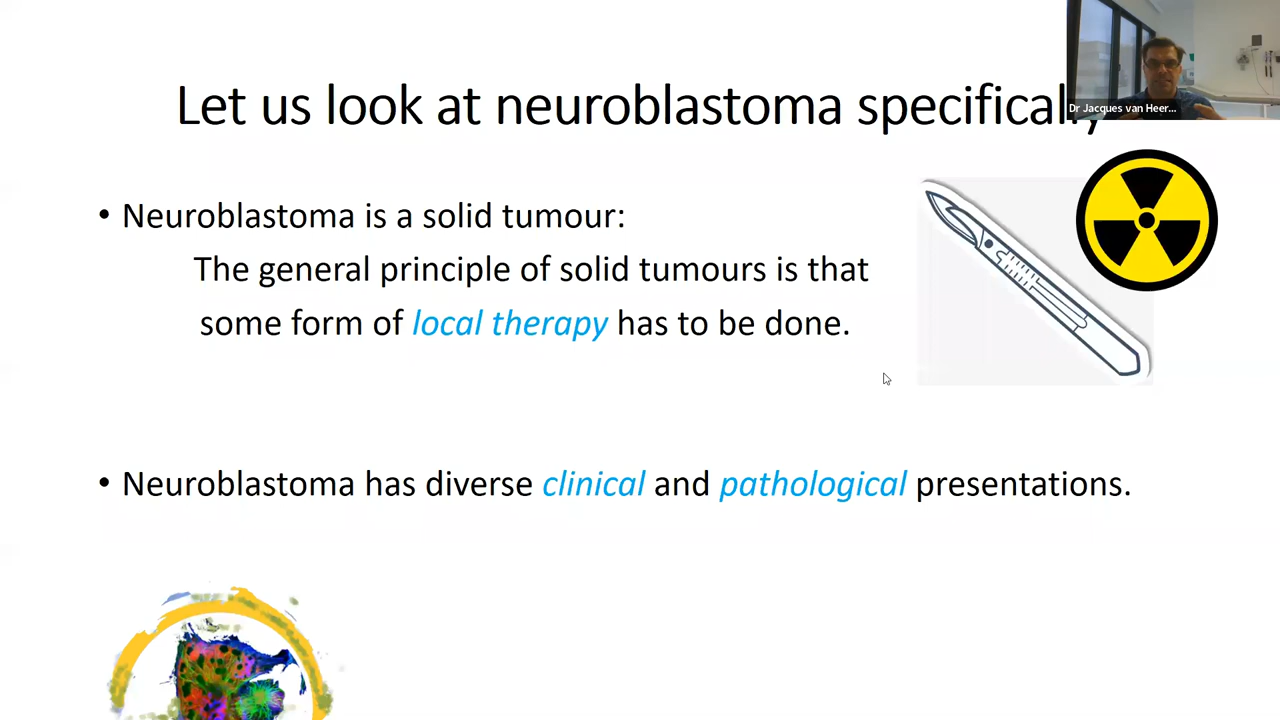 Dr Jacques van Heer...
Let us look at neuroblastoma specifically
• Neuroblastoma is a solid tumour:
The general principle of solid tumours is that
some form of local therapy has to be done.
• Neuroblastoma has diverse clinical and pathological presentations.